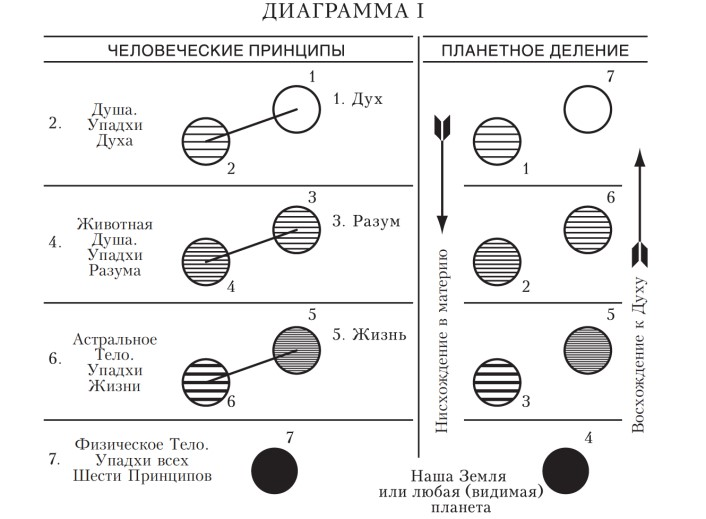 ДИАГРАММА I
ЧЕЛОВЕЧЕСКИЕ ПРИНЦИПЫ
ПЛАНЕТНОЕ ДЕЛЕНИЕ
2.
Душа.
Упадхи
Духа
2
1
1. Дух
1
7
4.
Животная
Душа.
Упадхи
Разума
4
3
3. Разум
2
6
6.
Астральное
Тело.
Упадхи
Жизни
6
5
5. Жизнь
3
5
Нисхождение в материю
Восхождение к Духу
7.
Физическое Тело.
Упадхи всех
Шести Принципов
7
4
Наша Земля
или любая (видимая)
планета